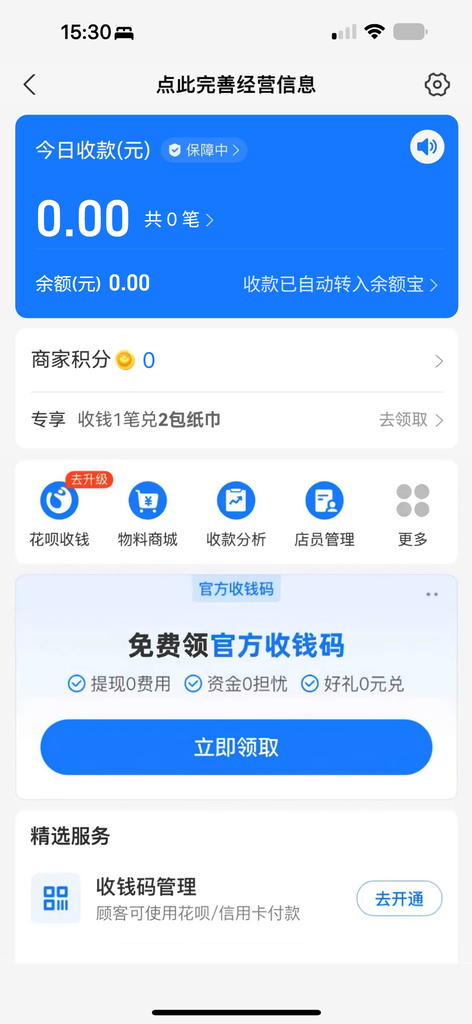 15:30
点此完善经营信息
今日收款(元) 保障中
0.00 共0笔
余额(元) 0.00 收款已自动转入余额宝
商家积分 0
专享 收钱1笔兑2包纸巾 去领取
去升级
花呗收钱 物料商城 收款分析 店员管理 更多
官方收钱码
免费领官方收钱码
提现0费用 资金0担忧 好礼0元兑
立即领取
精选服务
收钱码管理
顾客可使用花呗/信用卡付款
去开通